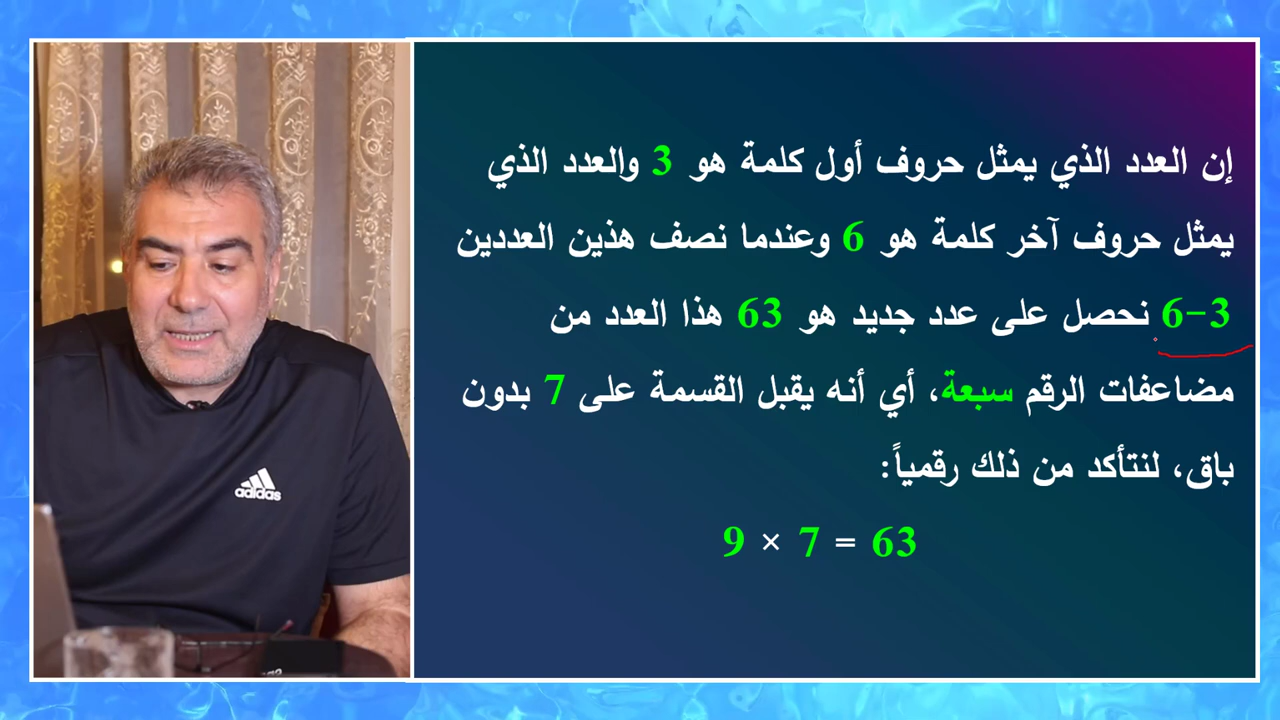 إن العدد الذي يمثل حروف أول كلمة هو 3 والعدد الذي
يمثل حروف آخر كلمة هو 6 وعندما نصف هذين العددين
3-6 نحصل على عدد جديد هو 63 هذا العدد من
مضاعفات الرقم سبعة، أي أنه يقبل القسمة على 7 بدون
باق، لنتأكد من ذلك رقمياً:
63 = 7 × 9
adidas